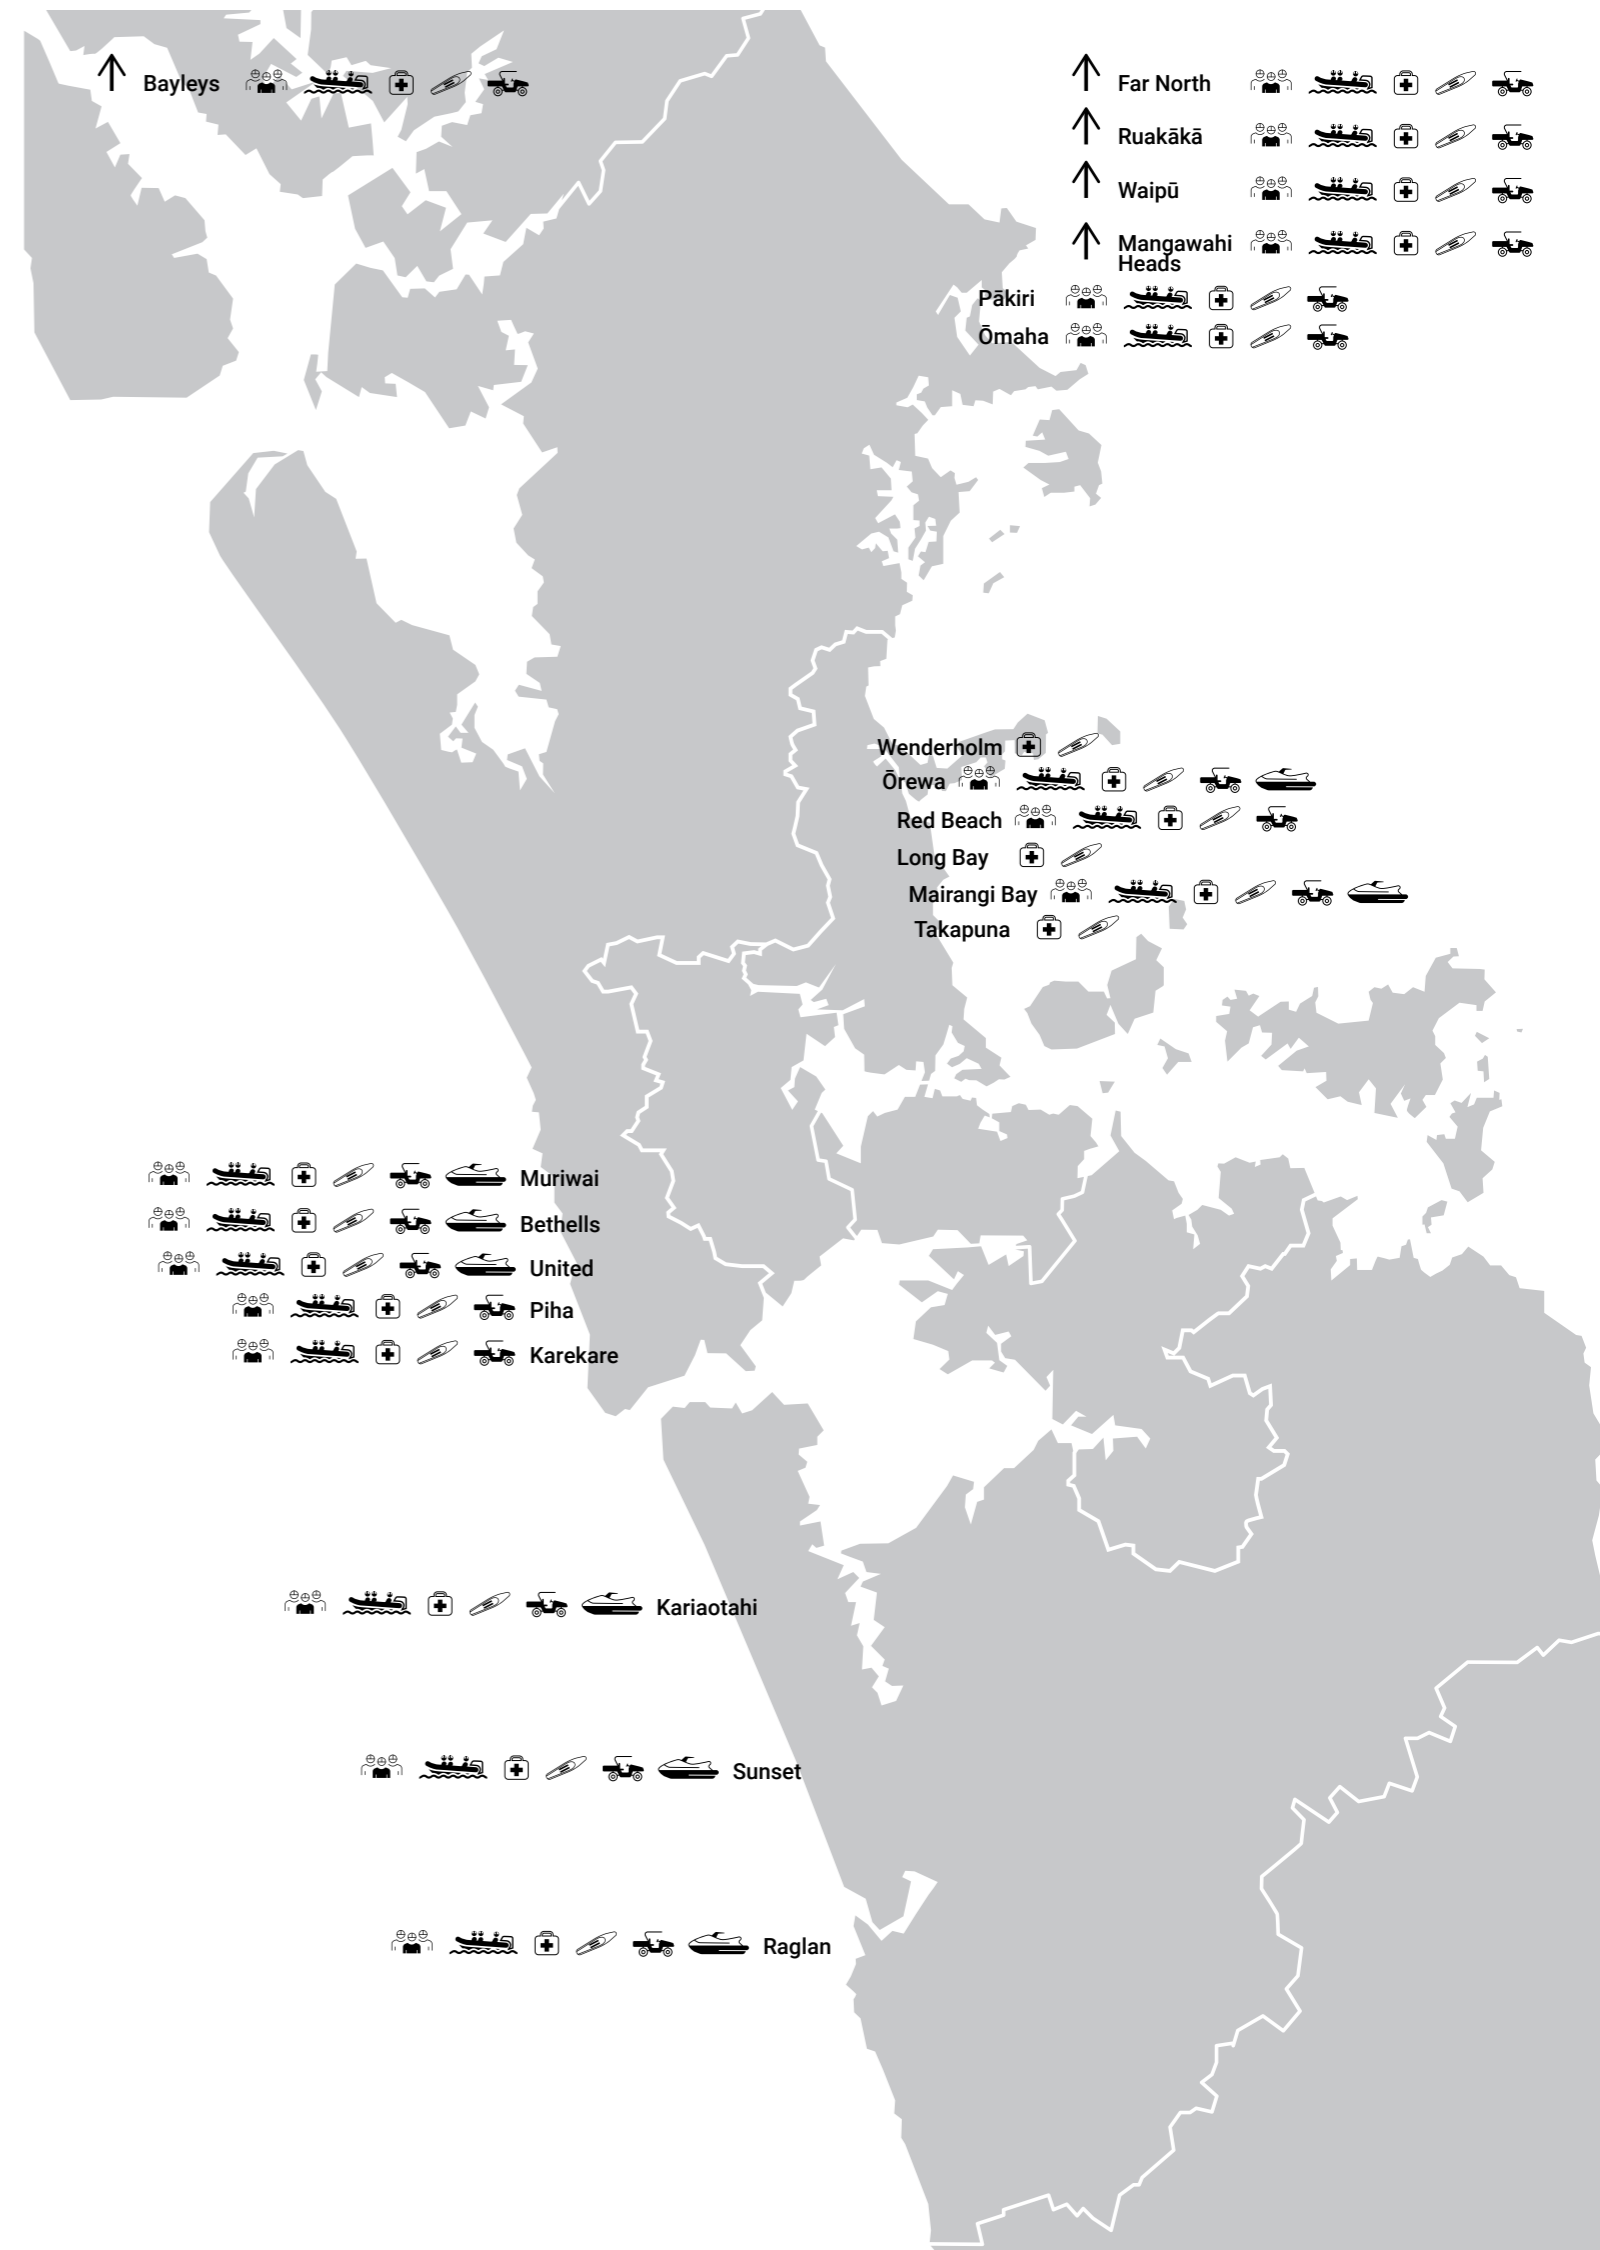 Bayleys
Far North
Ruakākā
Waipū
Mangawahi
Heads
Pākiri
Ōmaha
Wenderholm
Ōrewa
Red Beach
Long Bay
Mairangi Bay
Takapuna
Muriwai
Bethells
United
Piha
Karekare
Kariaotahi
Sunset
Raglan